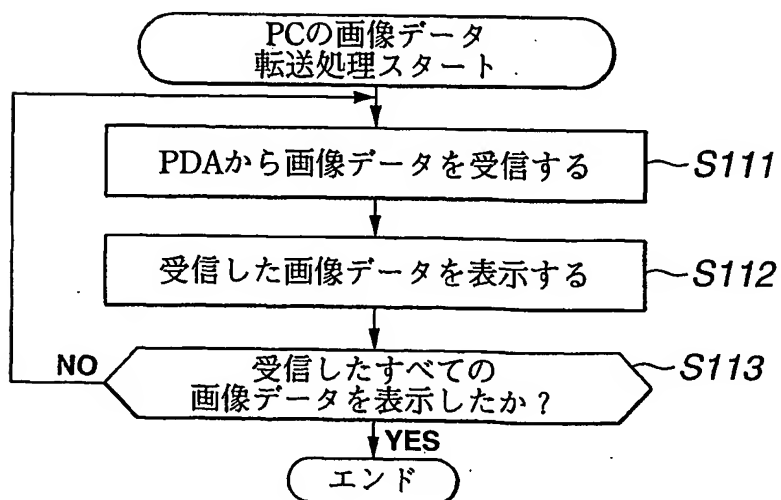 PCの画像データ
転送処理スタート
PDAから画像データを受信する
S111
受信した画像データを表示する
S112
受信したすべての
画像データを表示したか?
S113
NO
YES
エンド